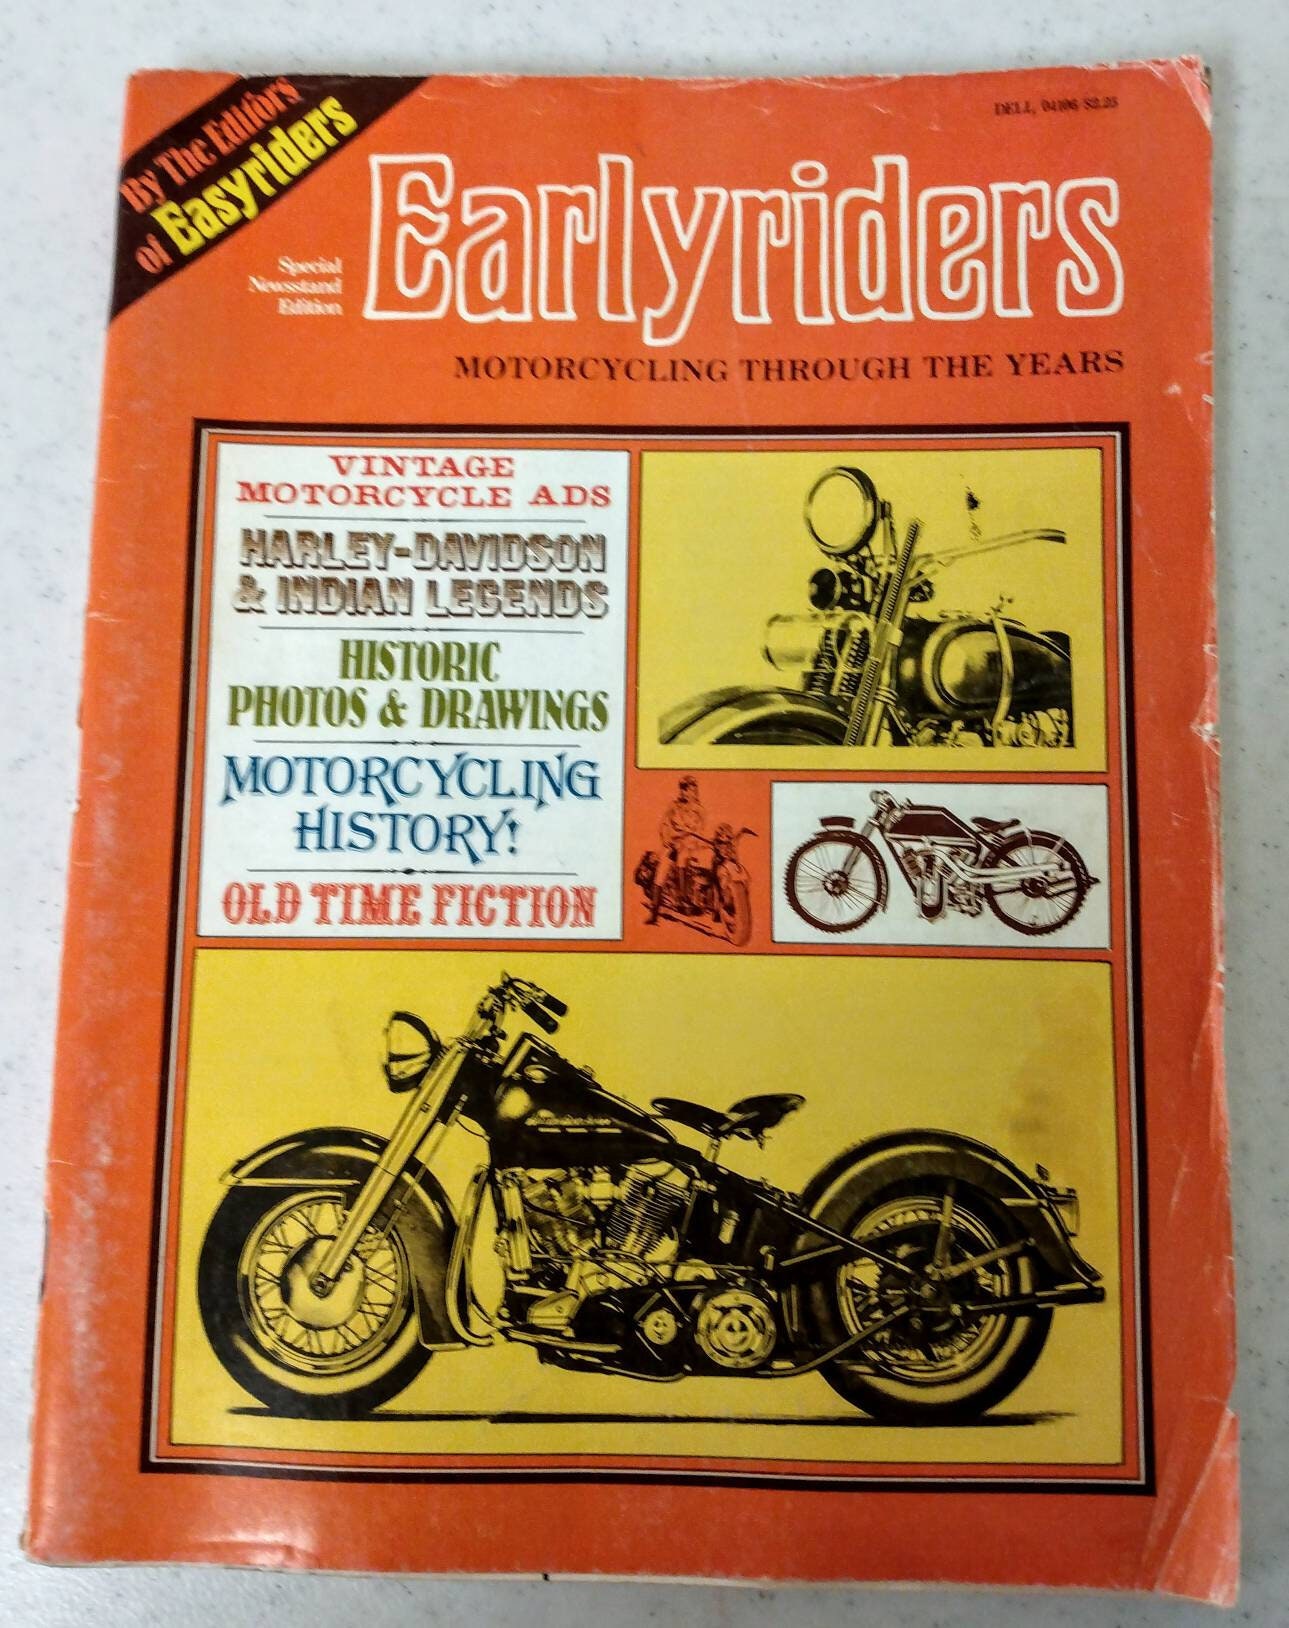 By The Editors
of Easyriders
DELL, 04106 $2.25
Special
Newsstand
Edition
Earlyriders
MOTORCYCLING THROUGH THE YEARS
VINTAGE
MOTORCYCLE ADS
HARLEY-DAVIDSON
& INDIAN LEGENDS
HISTORIC
PHOTOS & DRAWINGS
MOTORCYCLING
HISTORY!
OLD TIME FICTION